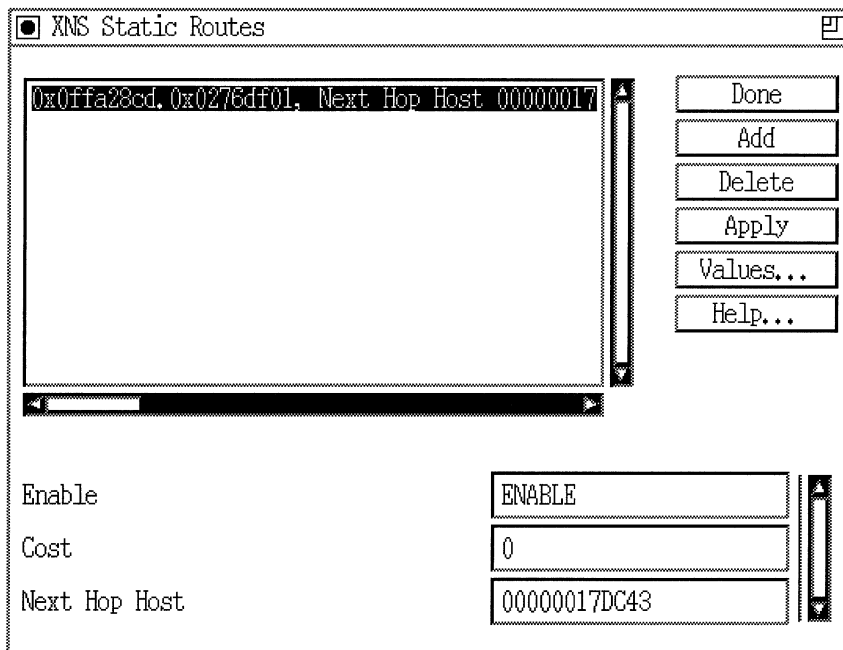 XNS Static Routes
0x0ffa28cd.0x0276df01, Next Hop Host 00000017
Done
Add
Delete
Apply
Values...
Help...
Enable
ENABLE
Cost
0
Next Hop Host
00000017DC43